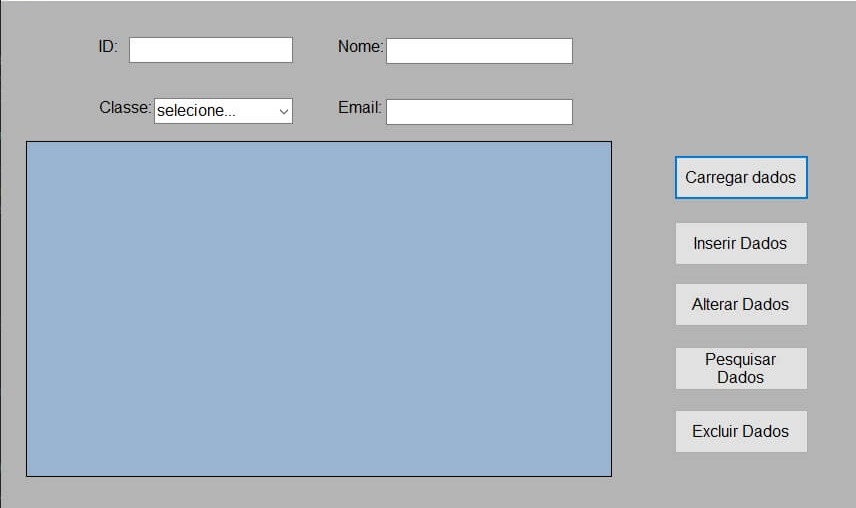 ID:
Nome:
Classe:
selecione...
Email:
Carregar dados
Inserir Dados
Alterar Dados
Pesquisar
Dados
Excluir Dados